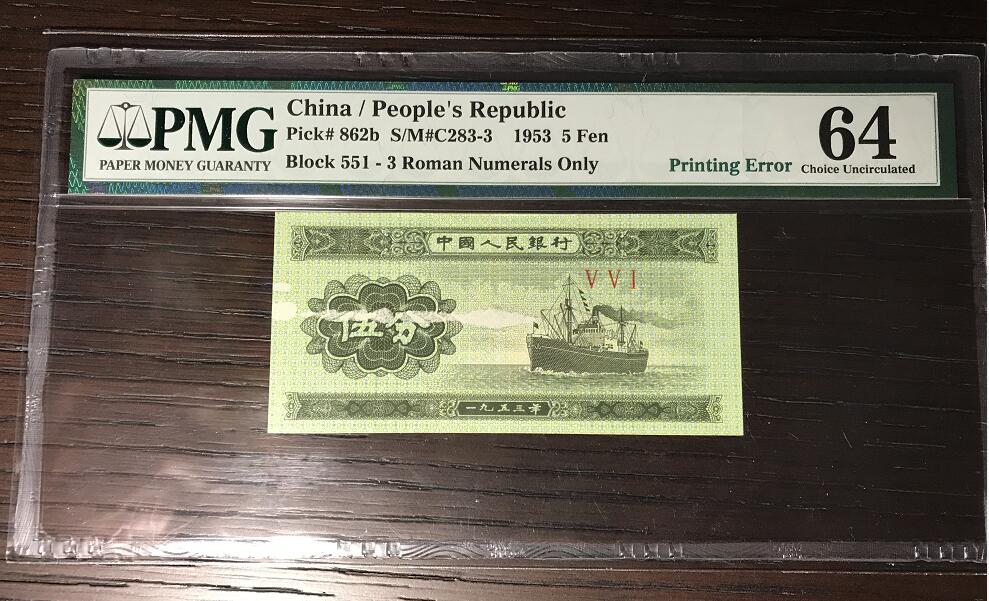 PMG
PAPER MONEY GUARANTY
China / People's Republic
Pick# 862b S/M#C283-3 1953 5 Fen
Block 551 - 3 Roman Numerals Only
Printing Error
64
Choice Uncirculated
中國人民銀行
V V I
伍分
一九五三年